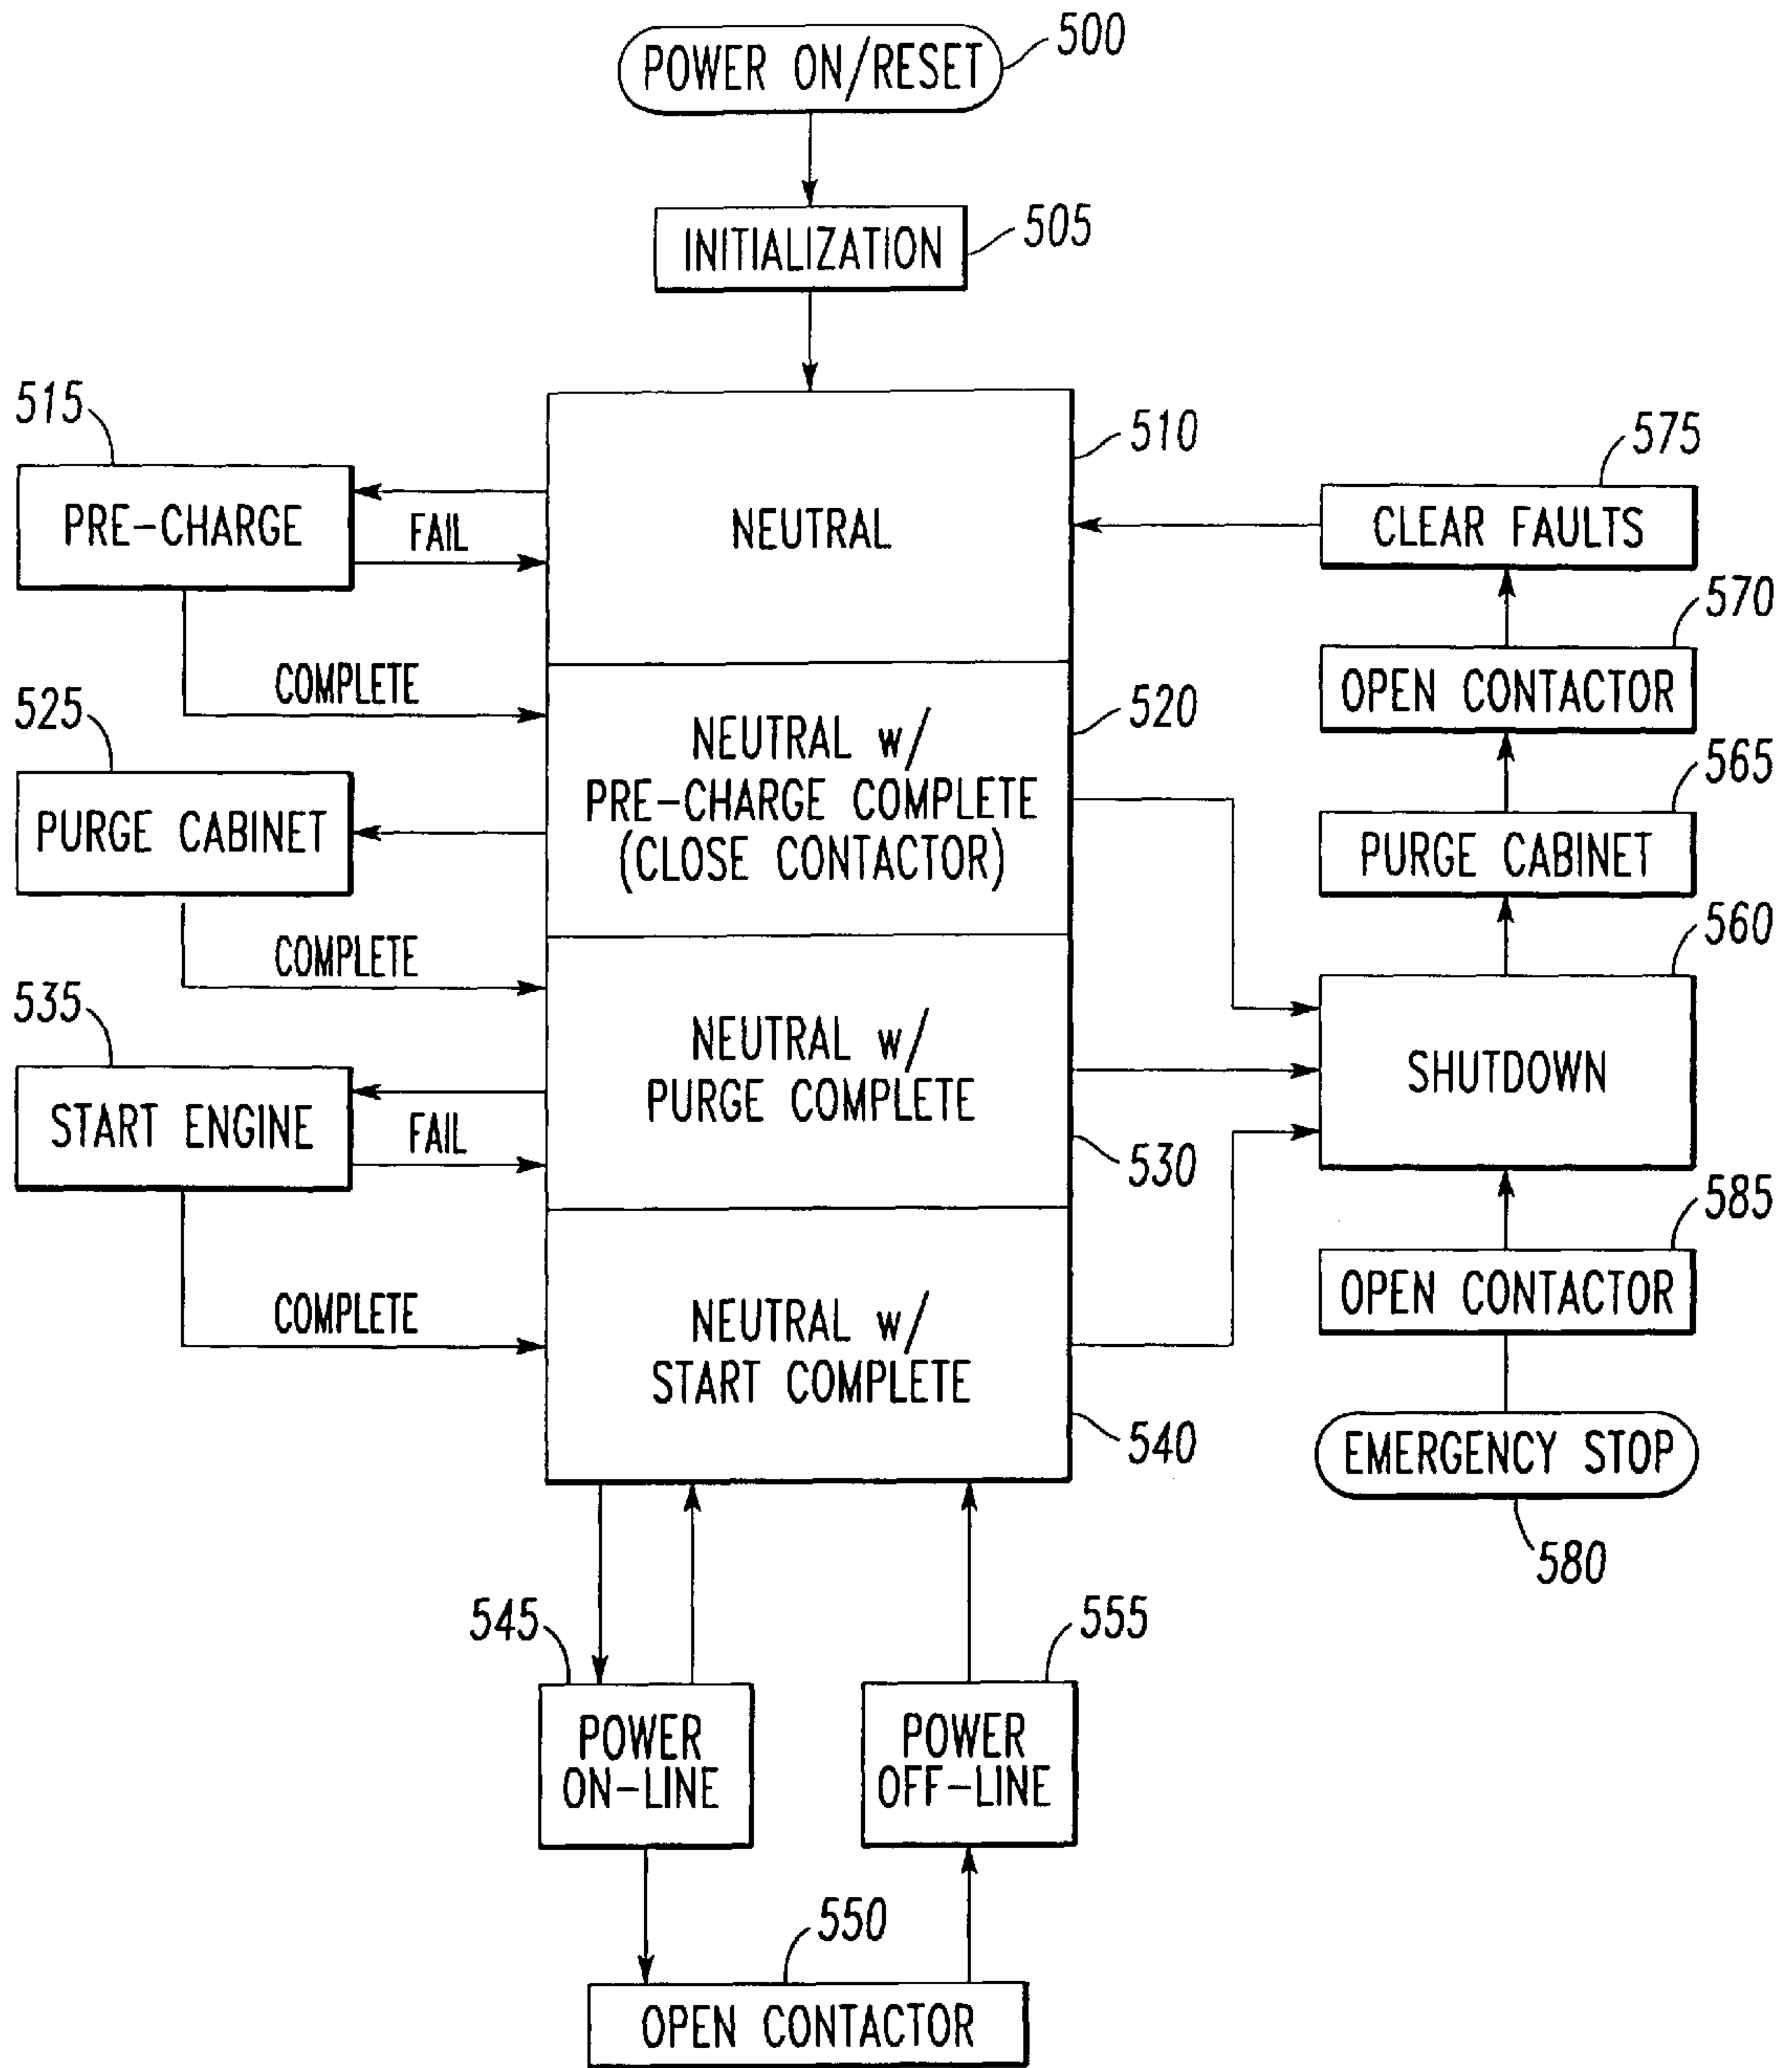 POWER ON/RESET
500
INITIALIZATION
505
515
PRE-CHARGE
FAIL
COMPLETE
NEUTRAL
510
575
CLEAR FAULTS
570
OPEN CONTACTOR
525
PURGE CABINET
COMPLETE
NEUTRAL w/
PRE-CHARGE COMPLETE
(CLOSE CONTACTOR)
520
565
PURGE CABINET
560
SHUTDOWN
535
START ENGINE
FAIL
COMPLETE
NEUTRAL w/
PURGE COMPLETE
530
585
OPEN CONTACTOR
NEUTRAL w/
START COMPLETE
540
EMERGENCY STOP
580
545
POWER
ON-LINE
555
POWER
OFF-LINE
550
OPEN CONTACTOR